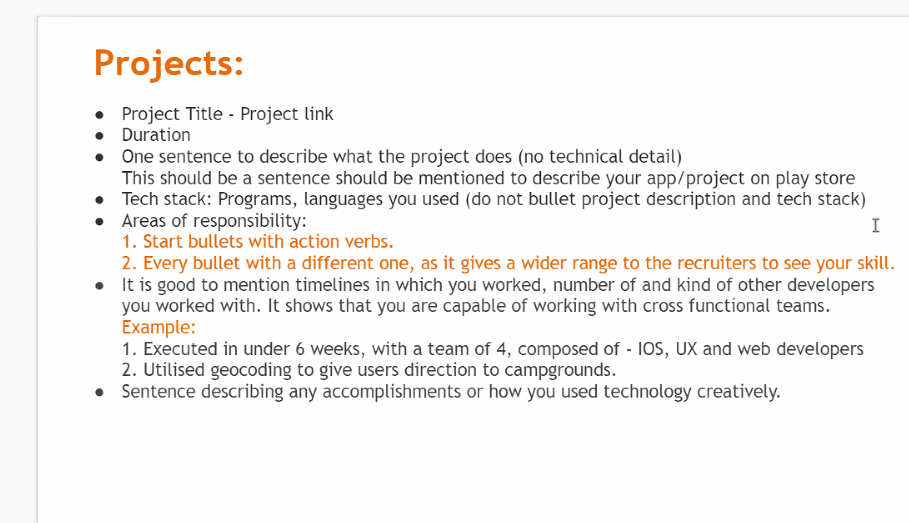 Projects:
● Project Title - Project link
● Duration
● One sentence to describe what the project does (no technical detail)
This should be a sentence should be mentioned to describe your app/project on play store
● Tech stack: Programs, languages you used (do not bullet project description and tech stack)
● Areas of responsibility:
1. Start bullets with action verbs.
2. Every bullet with a different one, as it gives a wider range to the recruiters to see your skill.
● It is good to mention timelines in which you worked, number of and kind of other developers
you worked with. It shows that you are capable of working with cross functional teams.
Example:
1. Executed in under 6 weeks, with a team of 4, composed of - IOS, UX and web developers
2. Utilised geocoding to give users direction to campgrounds.
● Sentence describing any accomplishments or how you used technology creatively.